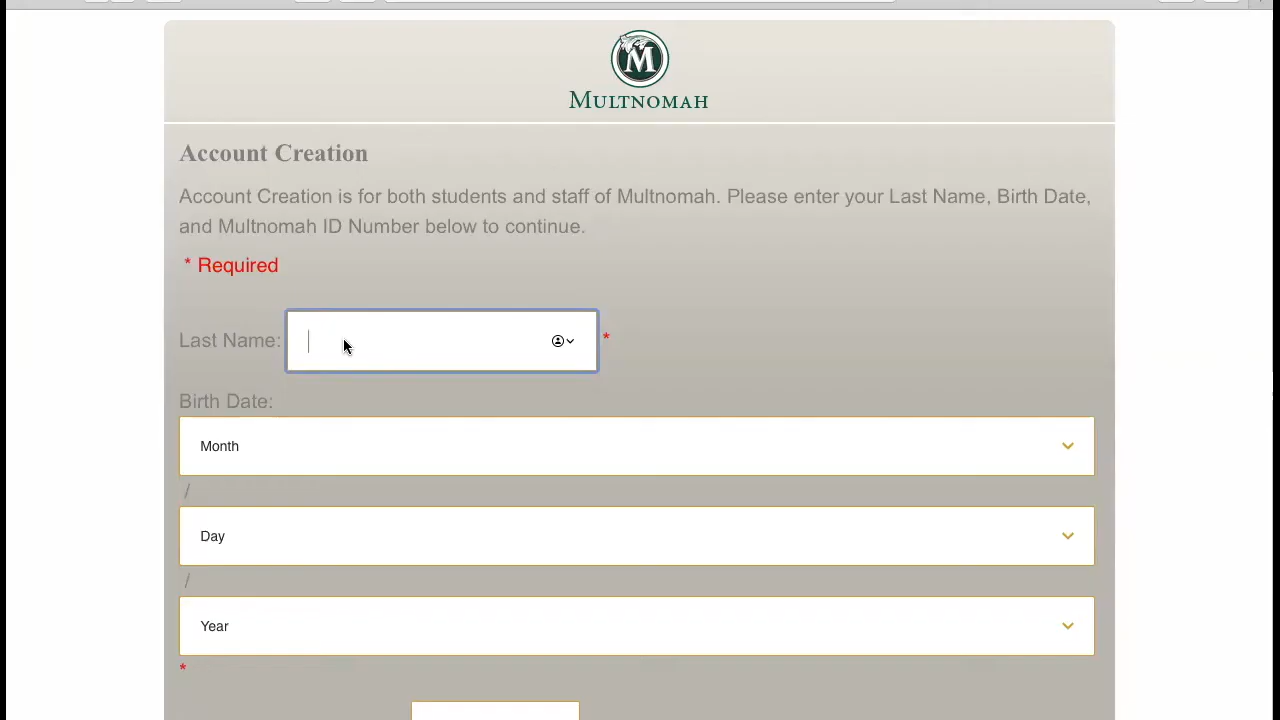 M
MULTNOMAH
Account Creation
Account Creation is for both students and staff of Multnomah. Please enter your Last Name, Birth Date,
and Multnomah ID Number below to continue.
* Required
Last Name: *
Birth Date:
Month
/
Day
/
Year
*